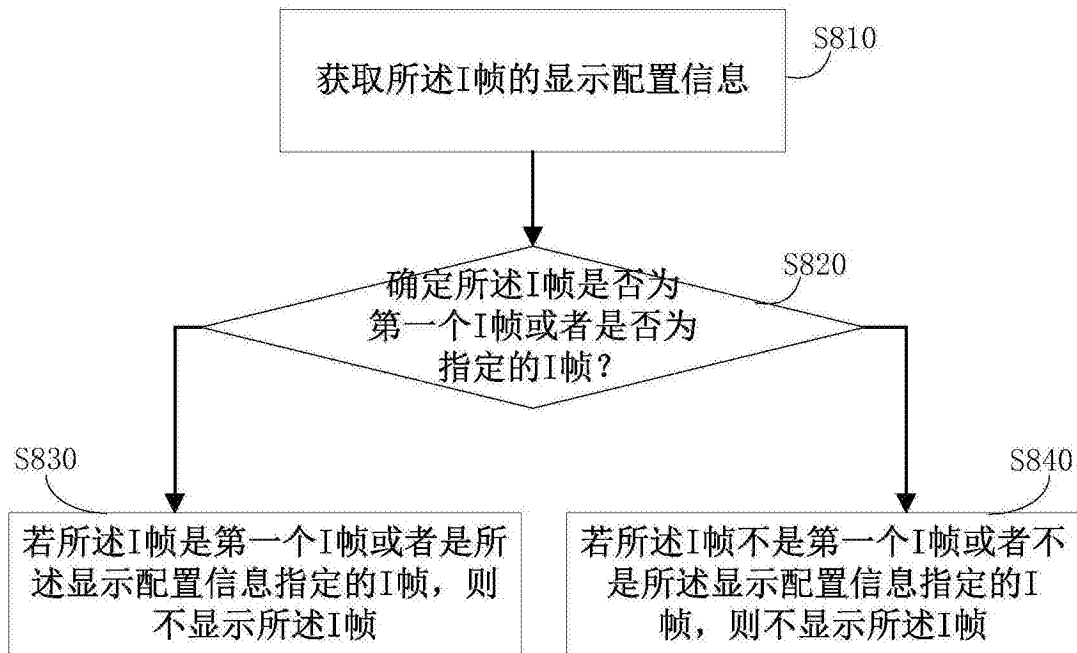 S810
获取所述I帧的显示配置信息
S820
确定所述I帧是否为
第一个I帧或者是否为
指定的I帧？
S830
若所述I帧是第一个I帧或者是所
述显示配置信息指定的I帧，则
不显示所述I帧
S840
若所述I帧不是第一个I帧或者不
是所述显示配置信息指定的I
帧，则不显示所述I帧